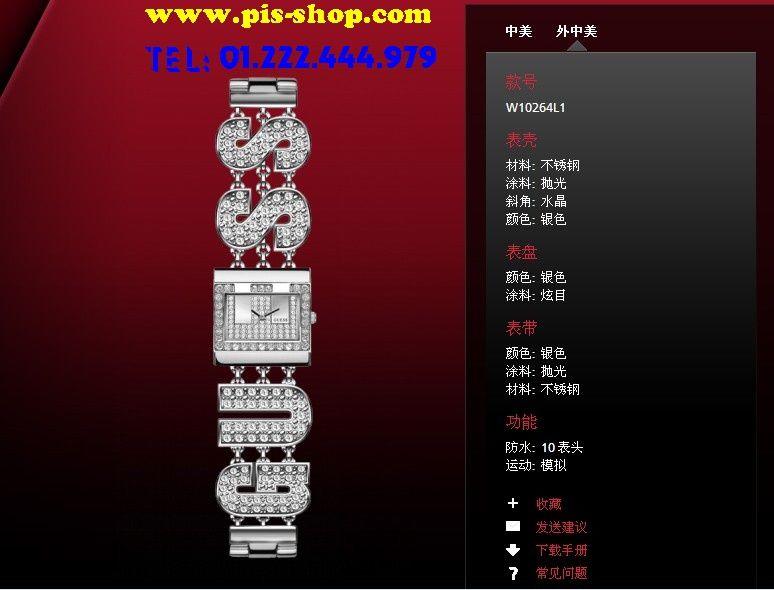 www.pis-shop.com
TEL: 01.222.444.979
中美 外中美
款号
W10264L1
表壳
材料: 不锈钢
涂料: 抛光
斜角: 水晶
颜色: 银色
表盘
颜色: 银色
涂料: 炫目
表带
颜色: 银色
涂料: 抛光
材料: 不锈钢
功能
防水: 10 表头
运动: 模拟
收藏
发送建议
下载手册
? 常见问题
GUESS
G
U
S
S